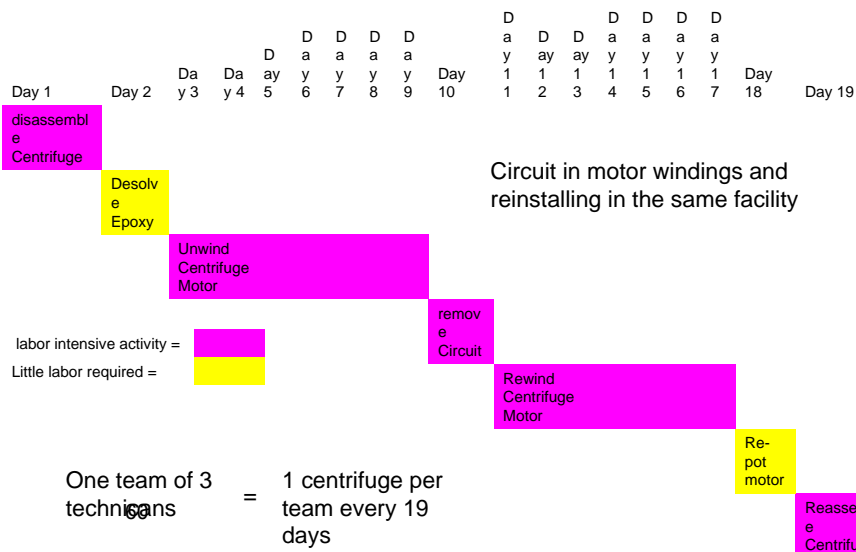 Day 1
Day 2
Da
y 3
Da
y 4
D
ay
5
D
a
y
6
D
a
y
7
D
a
y
8
D
a
y
9
Day
10
D
a
y
1
1
D
ay
1
2
D
ay
1
3
D
a
y
1
4
D
a
y
1
5
D
a
y
1
6
D
a
y
1
7
Day
18
Day 19
disassembl
e
Centrifuge
Circuit in motor windings and
reinstalling in the same facility
Desolv
e
Epoxy
Unwind
Centrifuge
Motor
remov
e
Circuit
labor intensive activity =
Little labor required =
Rewind
Centrifuge
Motor
Re-
pot
motor
One team of 3
technicans
60
=
1 centrifuge per
team every 19
days
Reasse
e
Centrifu